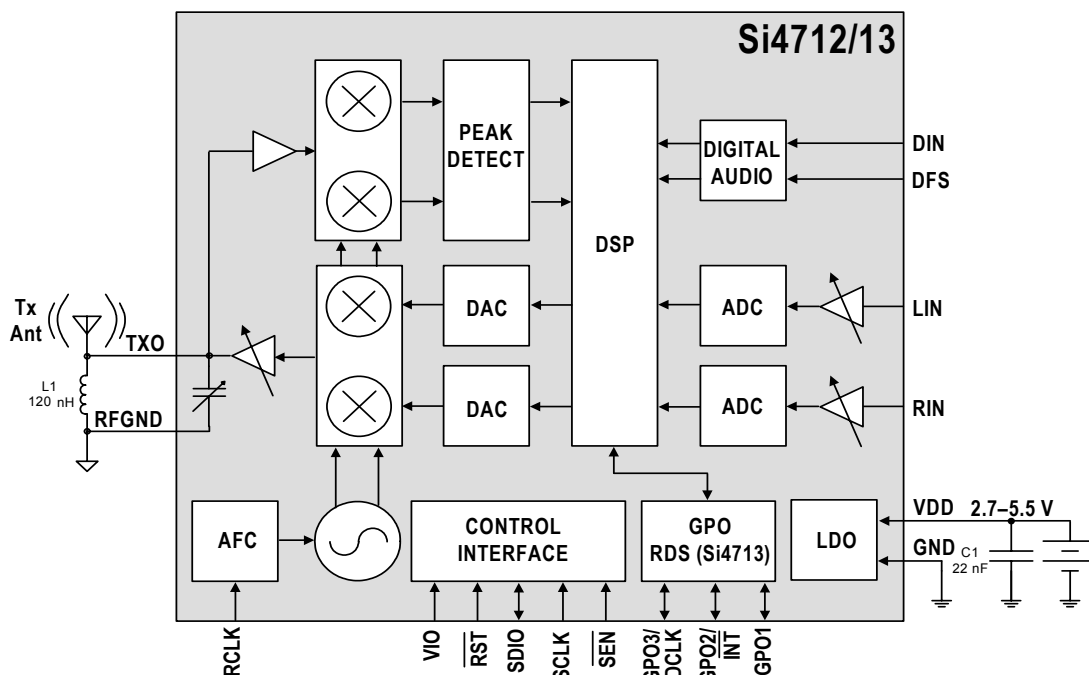 Si4712/13
PEAK
DETECT
DIGITAL
AUDIO
DIN
DFS
DSP
Tx
Ant
TXO
DAC
ADC
LIN
L1
120 nH
RFGND
DAC
ADC
RIN
AFC
CONTROL
INTERFACE
GPO
RDS (Si4713)
LDO
VDD
2.7–5.5 V
GND
C1
22 nF
RCLK
VIO
RST
SDIO
SCLK
SEN
GPO3/
DCLK
GPO2/
INT
GPO1